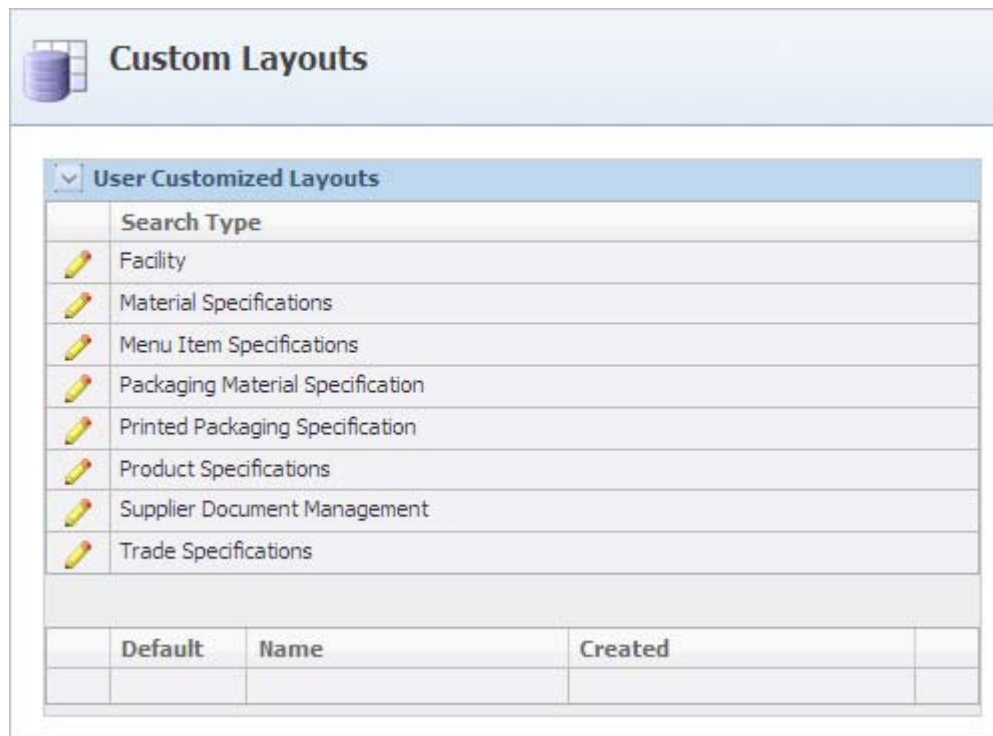 Custom Layouts
User Customized Layouts
Search Type
Facility
Material Specifications
Menu Item Specifications
Packaging Material Specification
Printed Packaging Specification
Product Specifications
Supplier Document Management
Trade Specifications
Default Name Created